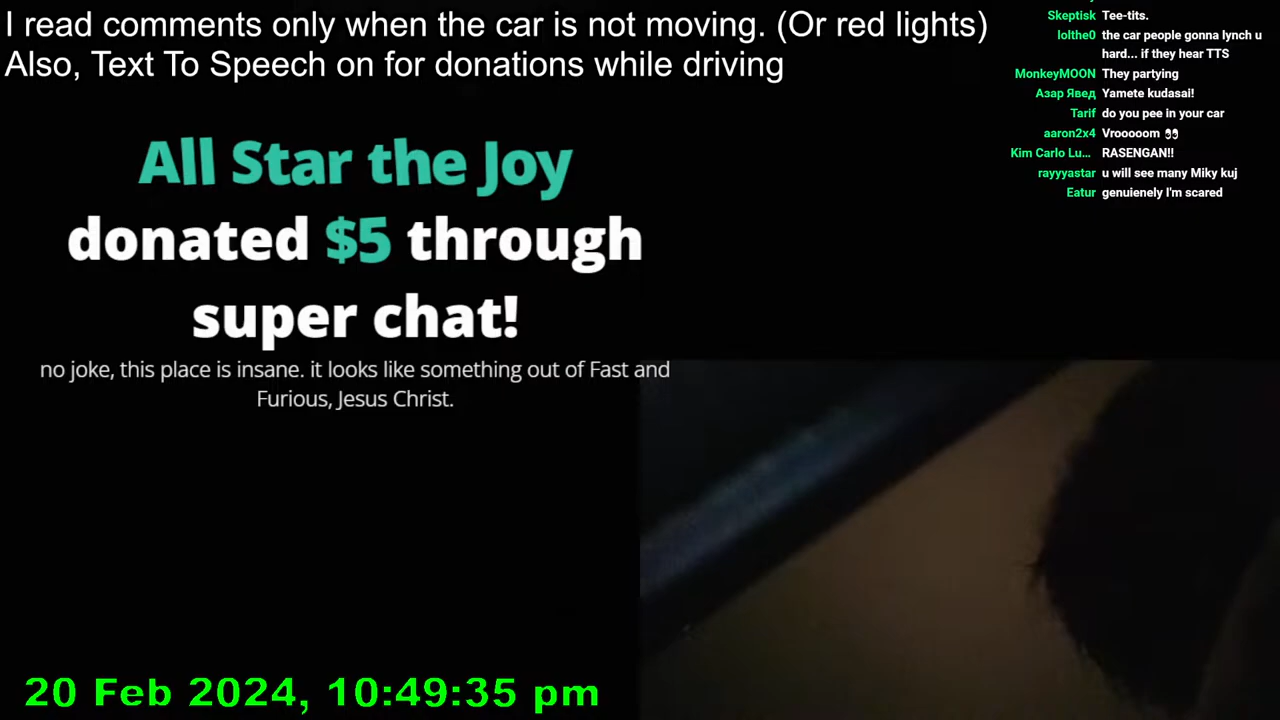 I read comments only when the car is not moving. (Or red lights)
Also, Text To Speech on for donations while driving
All Star the Joy
donated $5 through
super chat!
no joke, this place is insane. it looks like something out of Fast and
Furious, Jesus Christ.
Skeptisk Tee-tits.
lolthe0 the car people gonna lynch u
hard... if they hear TTS
MonkeyMOON They partying
Азар Явед Yamete kudasai!
Tarif do you pee in your car
aaron2x4 Vrooooom 👀
Kim Carlo Lu... RASENGAN!!
rayyyastar u will see many Miky kuj
Eatur genuienely I'm scared
20 Feb 2024, 10:49:35 pm